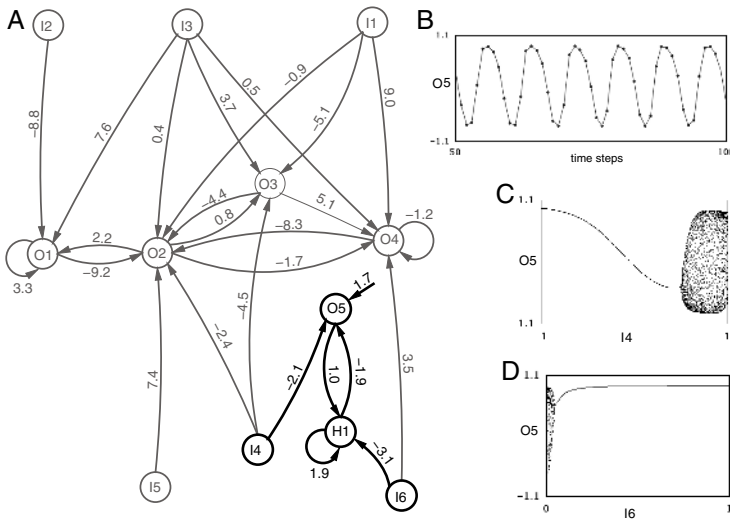 A
I2
I3
I1
−8.8
7.6
0.4
3.7
0.5
−0.9
−5.1
9.0
O3
−4.4
0.8
5.1
−1.2
O1
2.2
O2
−8.3
O4
−9.2
−1.7
3.3
1.7
O5
−4.5
−2.4
−2.1
1.0
−1.9
3.5
7.4
H1
−3.1
I4
1.9
I5
I6
B
1.1
O5
−1.1
50
100
time steps
C
1.1
O5
1.1
1
1
I4
D
1.1
O5
−1.1
0
1
I6